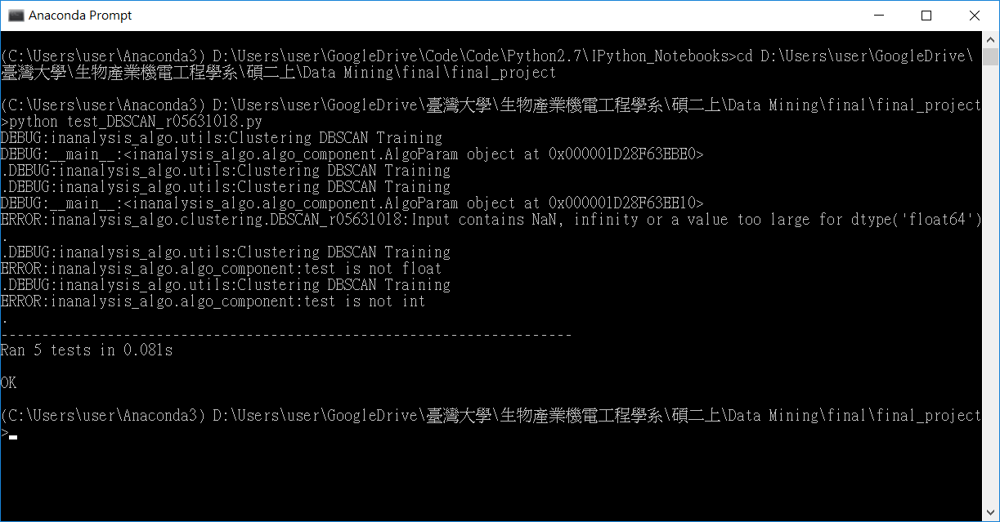 Anaconda Prompt
(C:\Users\user\Anaconda3) D:\Users\user\GoogleDrive\Code\Code\Python2.7\IPython_Notebooks>cd D:\Users\user\GoogleDrive\
臺灣大學\生物產業機電工程學系\碩二上\Data Mining\final\final_project
(C:\Users\user\Anaconda3) D:\Users\user\GoogleDrive\臺灣大學\生物產業機電工程學系\碩二上\Data Mining\final\final_project
>python test_DBSCAN_r05631018.py
DEBUG:inanalysis_algo.utils:Clustering DBSCAN Training
DEBUG:__main__:<inanalysis_algo.algo_component.AlgoParam object at 0x000001D28F63EBE0>
.DEBUG:inanalysis_algo.utils:Clustering DBSCAN Training
.DEBUG:inanalysis_algo.utils:Clustering DBSCAN Training
DEBUG:__main__:<inanalysis_algo.algo_component.AlgoParam object at 0x000001D28F63EE10>
ERROR:inanalysis_algo.clustering.DBSCAN_r05631018:Input contains NaN, infinity or a value too large for dtype('float64')
.
.DEBUG:inanalysis_algo.utils:Clustering DBSCAN Training
ERROR:inanalysis_algo.algo_component:test is not float
.DEBUG:inanalysis_algo.utils:Clustering DBSCAN Training
ERROR:inanalysis_algo.algo_component:test is not int
.
----------------------------------------------------------------------
Ran 5 tests in 0.081s
OK
(C:\Users\user\Anaconda3) D:\Users\user\GoogleDrive\臺灣大學\生物產業機電工程學系\碩二上\Data Mining\final\final_project
>